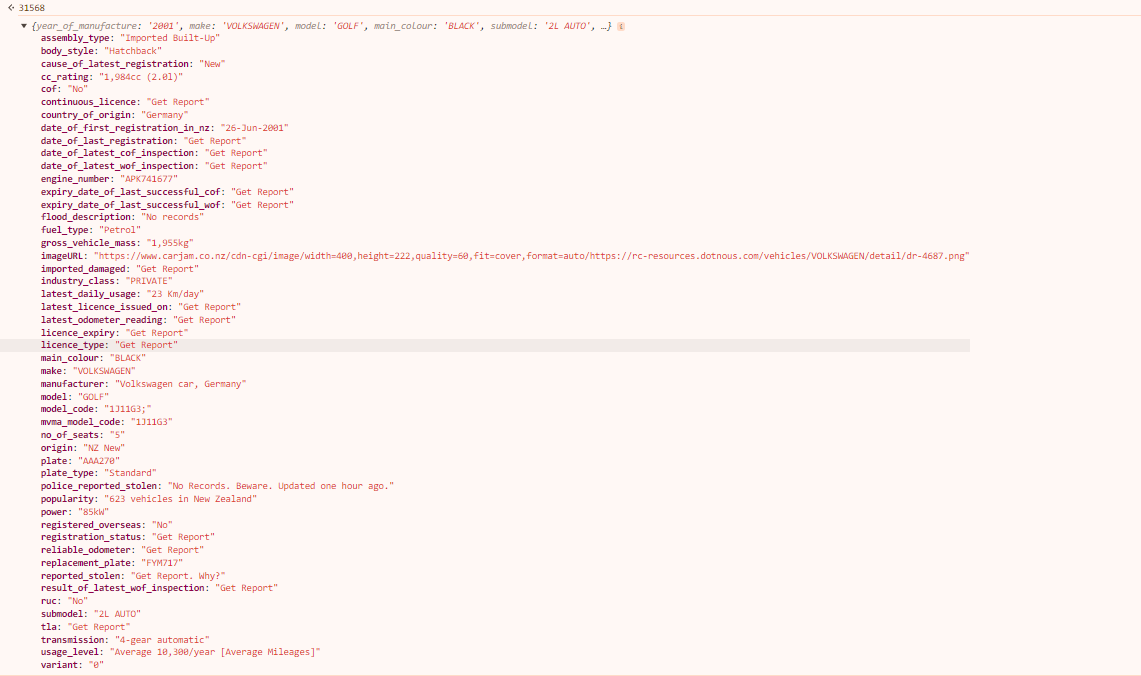 31568
{year_of_manufacture: '2001', make: 'VOLKSWAGEN', model: 'GOLF', main_colour: 'BLACK', submodel: '2L AUTO', …} i
assembly_type: "Imported Built-Up"
body_style: "Hatchback"
cause_of_latest_registration: "New"
cc_rating: "1,984cc (2.0l)"
cof: "No"
continuous_licence: "Get Report"
country_of_origin: "Germany"
date_of_first_registration_in_nz: "26-Jun-2001"
date_of_last_registration: "Get Report"
date_of_latest_cof_inspection: "Get Report"
date_of_latest_wof_inspection: "Get Report"
engine_number: "APK741677"
expiry_date_of_last_successful_cof: "Get Report"
expiry_date_of_last_successful_wof: "Get Report"
flood_description: "No records"
fuel_type: "Petrol"
gross_vehicle_mass: "1,955kg"
imageURL: "https://www.carjam.co.nz/cdn-cgi/image/width=400,height=222,quality=60,fit=cover,format=auto/https://rc-resources.dotnous.com/vehicles/VOLKSWAGEN/detail/dr-4687.png"
imported_damaged: "Get Report"
industry_class: "PRIVATE"
latest_daily_usage: "23 Km/day"
latest_licence_issued_on: "Get Report"
latest_odometer_reading: "Get Report"
licence_expiry: "Get Report"
licence_type: "Get Report"
main_colour: "BLACK"
make: "VOLKSWAGEN"
manufacturer: "Volkswagen car, Germany"
model: "GOLF"
model_code: "1J11G3;"
mvma_model_code: "1J11G3"
no_of_seats: "5"
origin: "NZ New"
plate: "AAA270"
plate_type: "Standard"
police_reported_stolen: "No Records. Beware. Updated one hour ago."
popularity: "623 vehicles in New Zealand"
power: "85kW"
registered_overseas: "No"
registration_status: "Get Report"
reliable_odometer: "Get Report"
replacement_plate: "FYM717"
reported_stolen: "Get Report. Why?"
result_of_latest_wof_inspection: "Get Report"
ruc: "No"
submodel: "2L AUTO"
tla: "Get Report"
transmission: "4-gear automatic"
usage_level: "Average 10,300/year [Average Mileages]"
variant: "0"